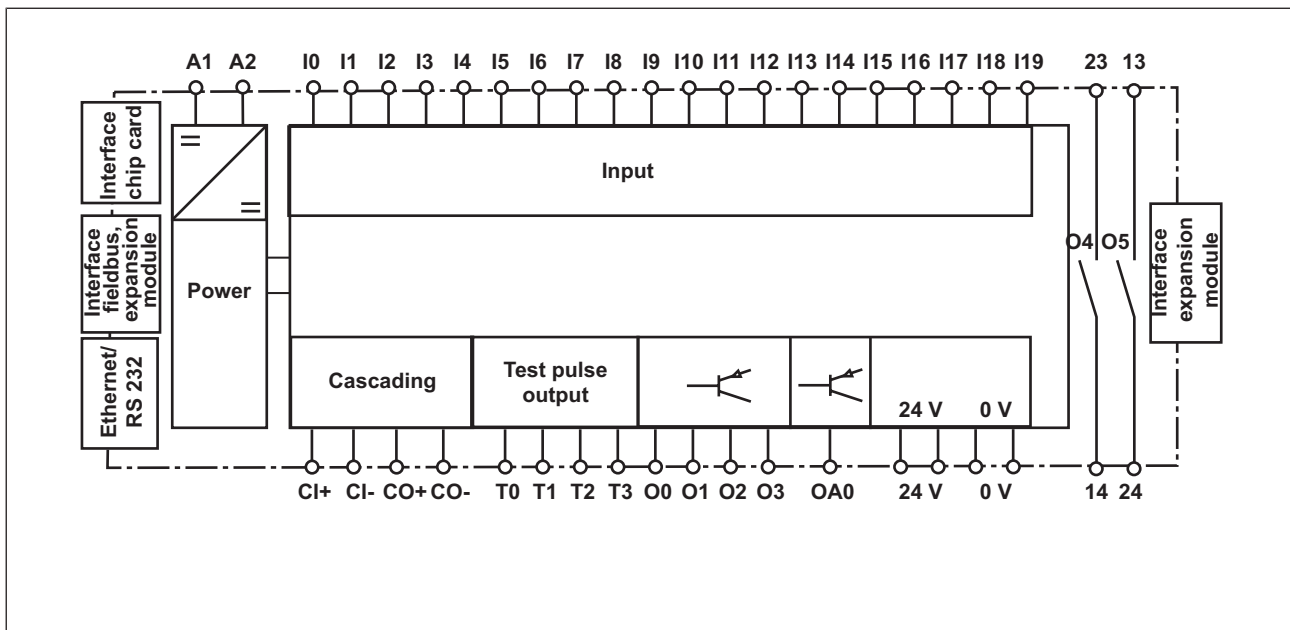 A1 A2 I0 I1 I2 I3 I4 I5 I6 I7 I8 I9 I10 I11 I12 I13 I14 I15 I16 I17 I18 I19 23 13
Interface
chip card
Interface
fieldbus,
expansion
module
Ethernet/
RS 232
Power
Input
O4 O5
Interface
expansion
module
Cascading
Test pulse
output
24 V 0 V
CI+ CI- CO+ CO- T0 T1 T2 T3 O0 O1 O2 O3 OA0 24 V 0 V 14 24